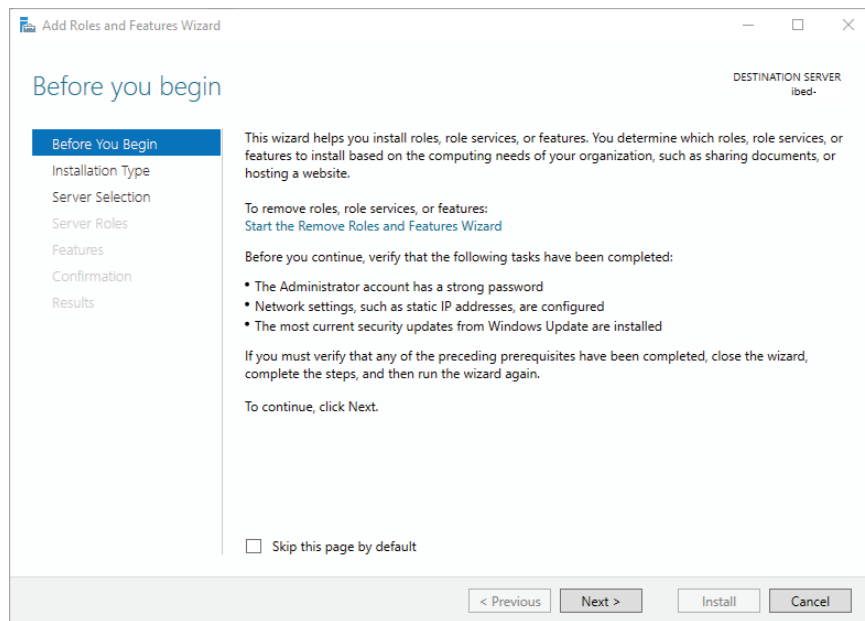 Add Roles and Features Wizard
Before you begin
DESTINATION SERVER
ibed-
Before You Begin
Installation Type
Server Selection
Server Roles
Features
Confirmation
Results
This wizard helps you install roles, role services, or features. You determine which roles, role services, or
features to install based on the computing needs of your organization, such as sharing documents, or
hosting a website.
To remove roles, role services, or features:
Start the Remove Roles and Features Wizard
Before you continue, verify that the following tasks have been completed:
• The Administrator account has a strong password
• Network settings, such as static IP addresses, are configured
• The most current security updates from Windows Update are installed
If you must verify that any of the preceding prerequisites have been completed, close the wizard,
complete the steps, and then run the wizard again.
To continue, click Next.
Skip this page by default
< Previous
Next >
Install
Cancel